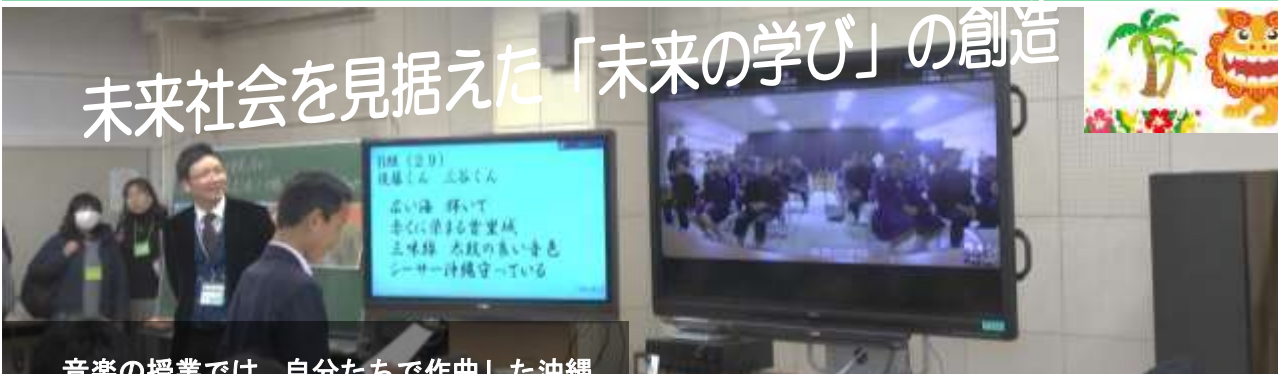 未来社会を見据えた「未来の学び」の創造
後藤くん 三谷くん
広い海 輝いて
赤くに染まる首里城
三味線 太鼓の良い音色
シーサー沖縄守っている
音楽の授業では、自分たちで作曲した沖縄